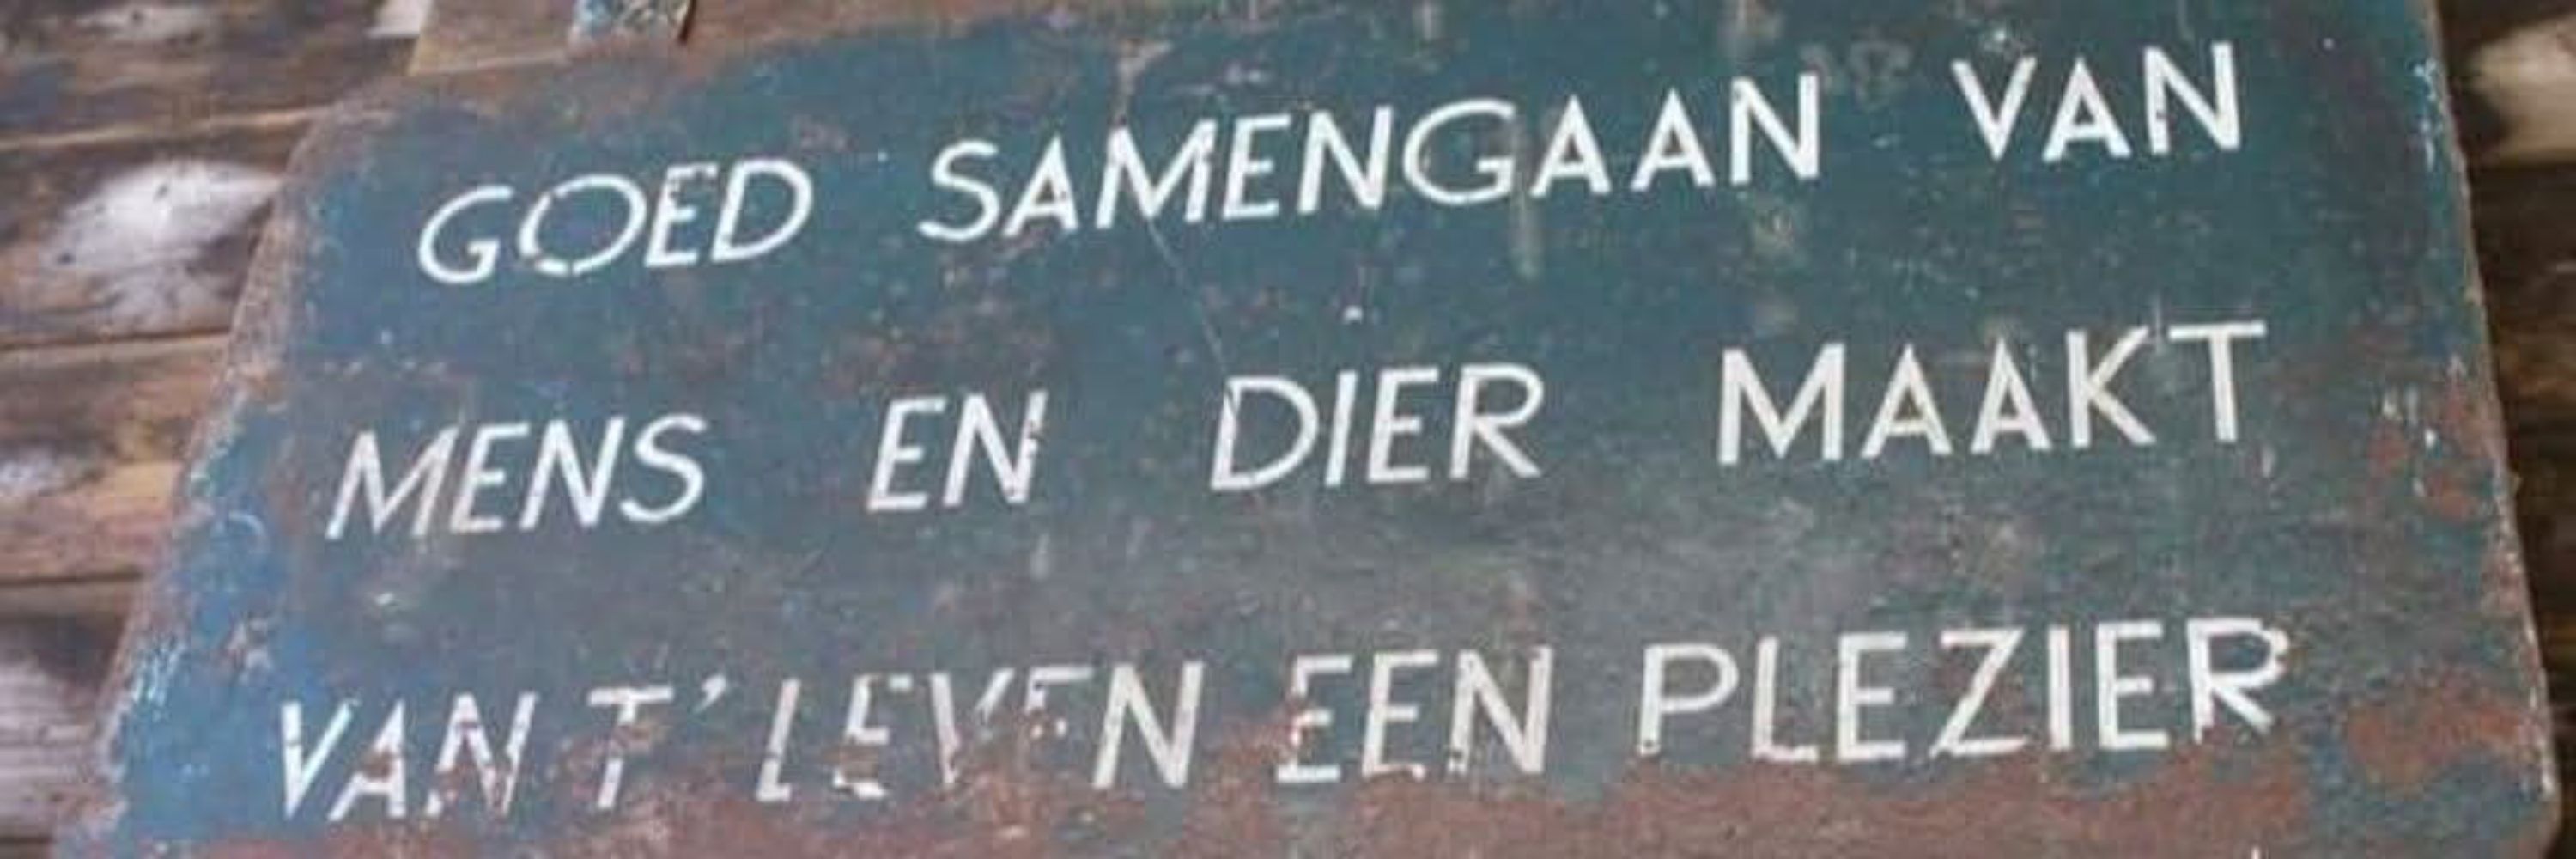 GOED SAMENGAAN VAN
MENS EN DIER MAAKT
VAN T' LEVEN EEN PLEZIER